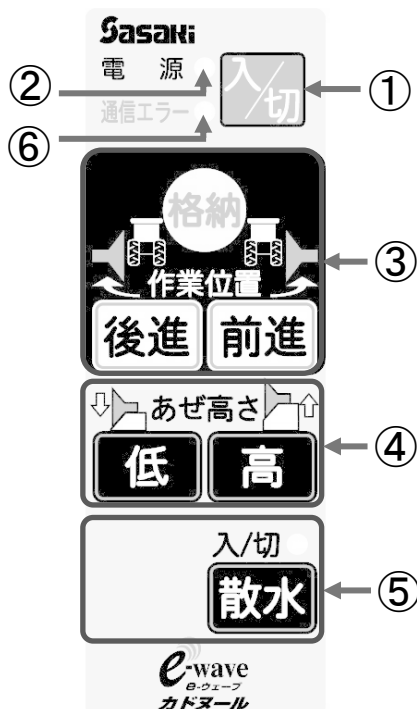 Sasaki
電 源
入/切
①
②
通信エラー
⑥
格納
③
作業位置
後進 前進
あぜ高さ
④
低 高
入/切
散水
⑤
e-wave
e-ウェーブ
カドヌール